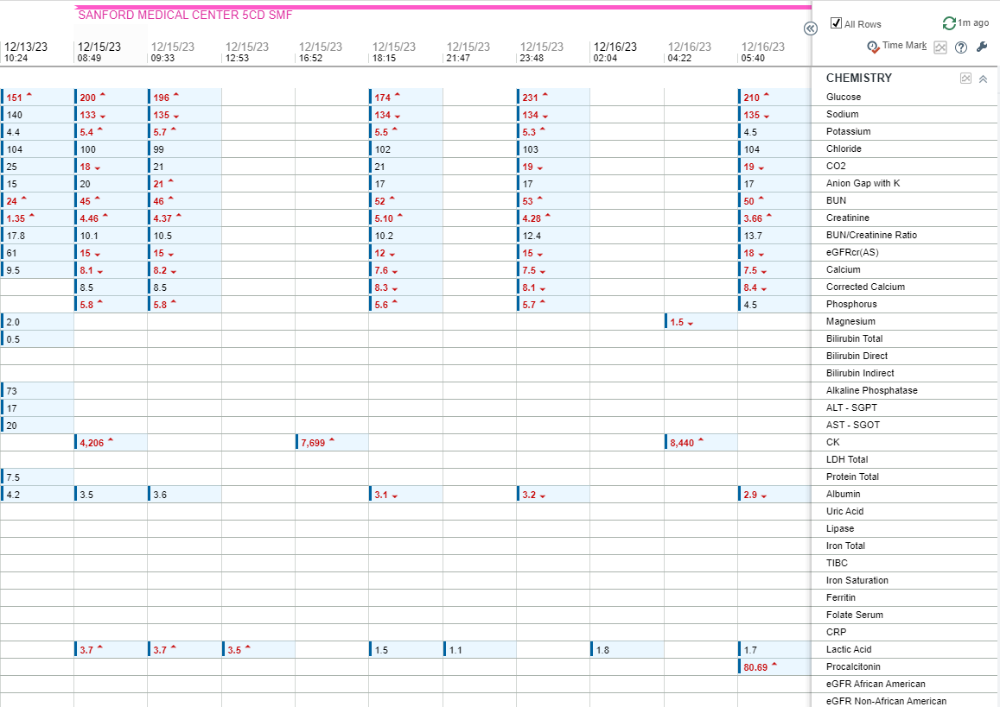 SANFORD MEDICAL CENTER 5CD SMF
All Rows 1m ago
Time Mark
12/13/23 12/15/23 12/15/23 12/15/23 12/15/23 12/15/23 12/15/23 12/15/23 12/16/23 12/16/23 12/16/23
10:24 08:49 09:33 12:53 16:52 18:15 21:47 23:48 02:04 04:22 05:40
CHEMISTRY
151 200 196 174 231 210 Glucose
140 133 135 134 134 135 Sodium
4.4 5.4 5.7 5.5 5.3 4.5 Potassium
104 100 99 102 103 104 Chloride
25 18 21 21 19 19 CO2
15 20 21 17 17 17 Anion Gap with K
24 45 46 52 53 50 BUN
1.35 4.46 4.37 5.10 4.28 3.66 Creatinine
17.8 10.1 10.5 10.2 12.4 13.7 BUN/Creatinine Ratio
61 15 15 12 15 18 eGFRcr(AS)
9.5 8.1 8.2 7.6 7.5 7.5 Calcium
8.5 8.5 8.3 8.1 8.4 Corrected Calcium
5.8 5.8 5.6 5.7 4.5 Phosphorus
2.0 1.5 Magnesium
0.5 Bilirubin Total
Bilirubin Direct
Bilirubin Indirect
73 Alkaline Phosphatase
17 ALT - SGPT
20 AST - SGOT
4,206 7,699 8,440 CK
LDH Total
7.5 Protein Total
4.2 3.5 3.6 3.1 3.2 2.9 Albumin
Uric Acid
Lipase
Iron Total
TIBC
Iron Saturation
Ferritin
Folate Serum
CRP
3.7 3.7 3.5 1.5 1.1 1.8 1.7 Lactic Acid
80.69 Procalcitonin
eGFR African American
eGFR Non-African American